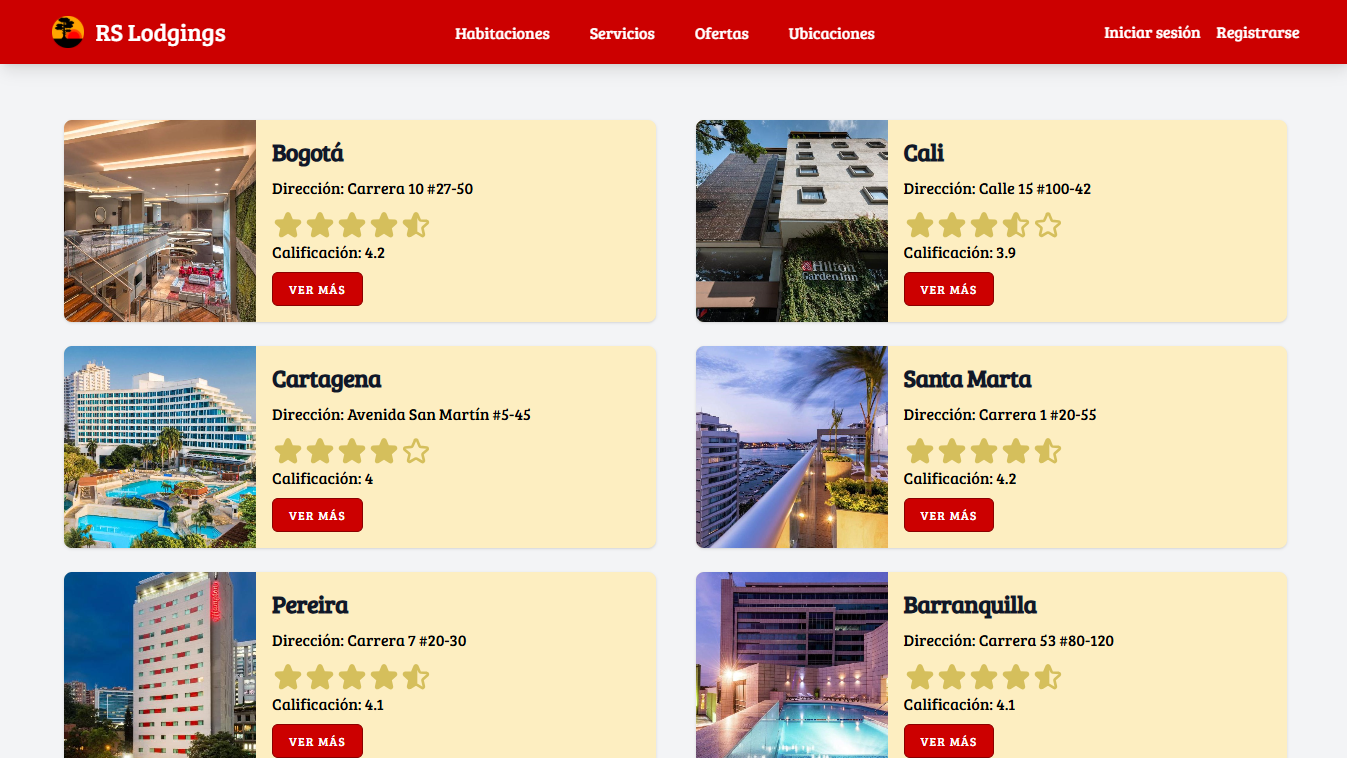 RS Lodgings
Habitaciones Servicios Ofertas Ubicaciones
Iniciar sesión Registrarse
Bogotá
Dirección: Carrera 10 #27-50
Calificación: 4.2
VER MÁS
Cali
Dirección: Calle 15 #100-42
Calificación: 3.9
VER MÁS
Hilton
Garden Inn
Cartagena
Dirección: Avenida San Martín #5-45
Calificación: 4
VER MÁS
Santa Marta
Dirección: Carrera 1 #20-55
Calificación: 4.2
VER MÁS
Pereira
Dirección: Carrera 7 #20-30
Calificación: 4.1
VER MÁS
Barranquilla
Dirección: Carrera 53 #80-120
Calificación: 4.1
VER MÁS